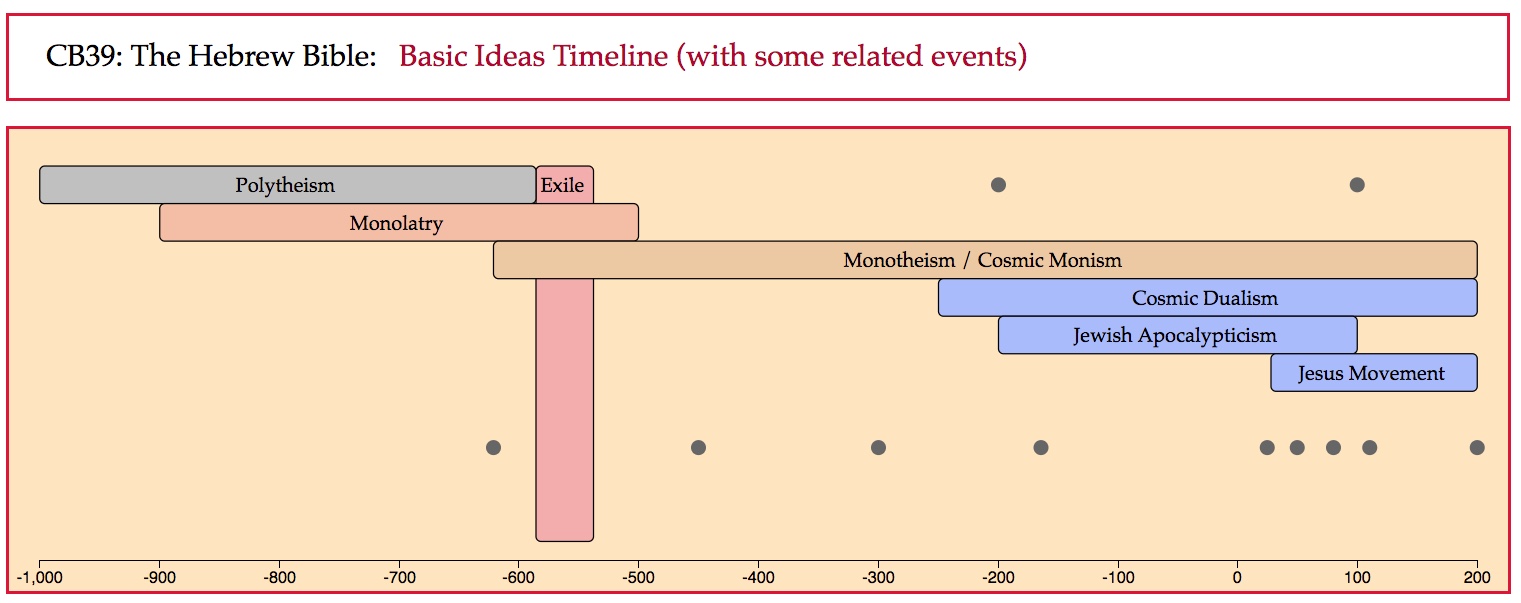 CB39: The Hebrew Bible: Basic Ideas Timeline (with some related events)
Polytheism
Exile
Monolatry
Monotheism / Cosmic Monism
Cosmic Dualism
Jewish Apocalypticism
Jesus Movement
-1,000 -900 -800 -700 -600 -500 -400 -300 -200 -100 0 100 200